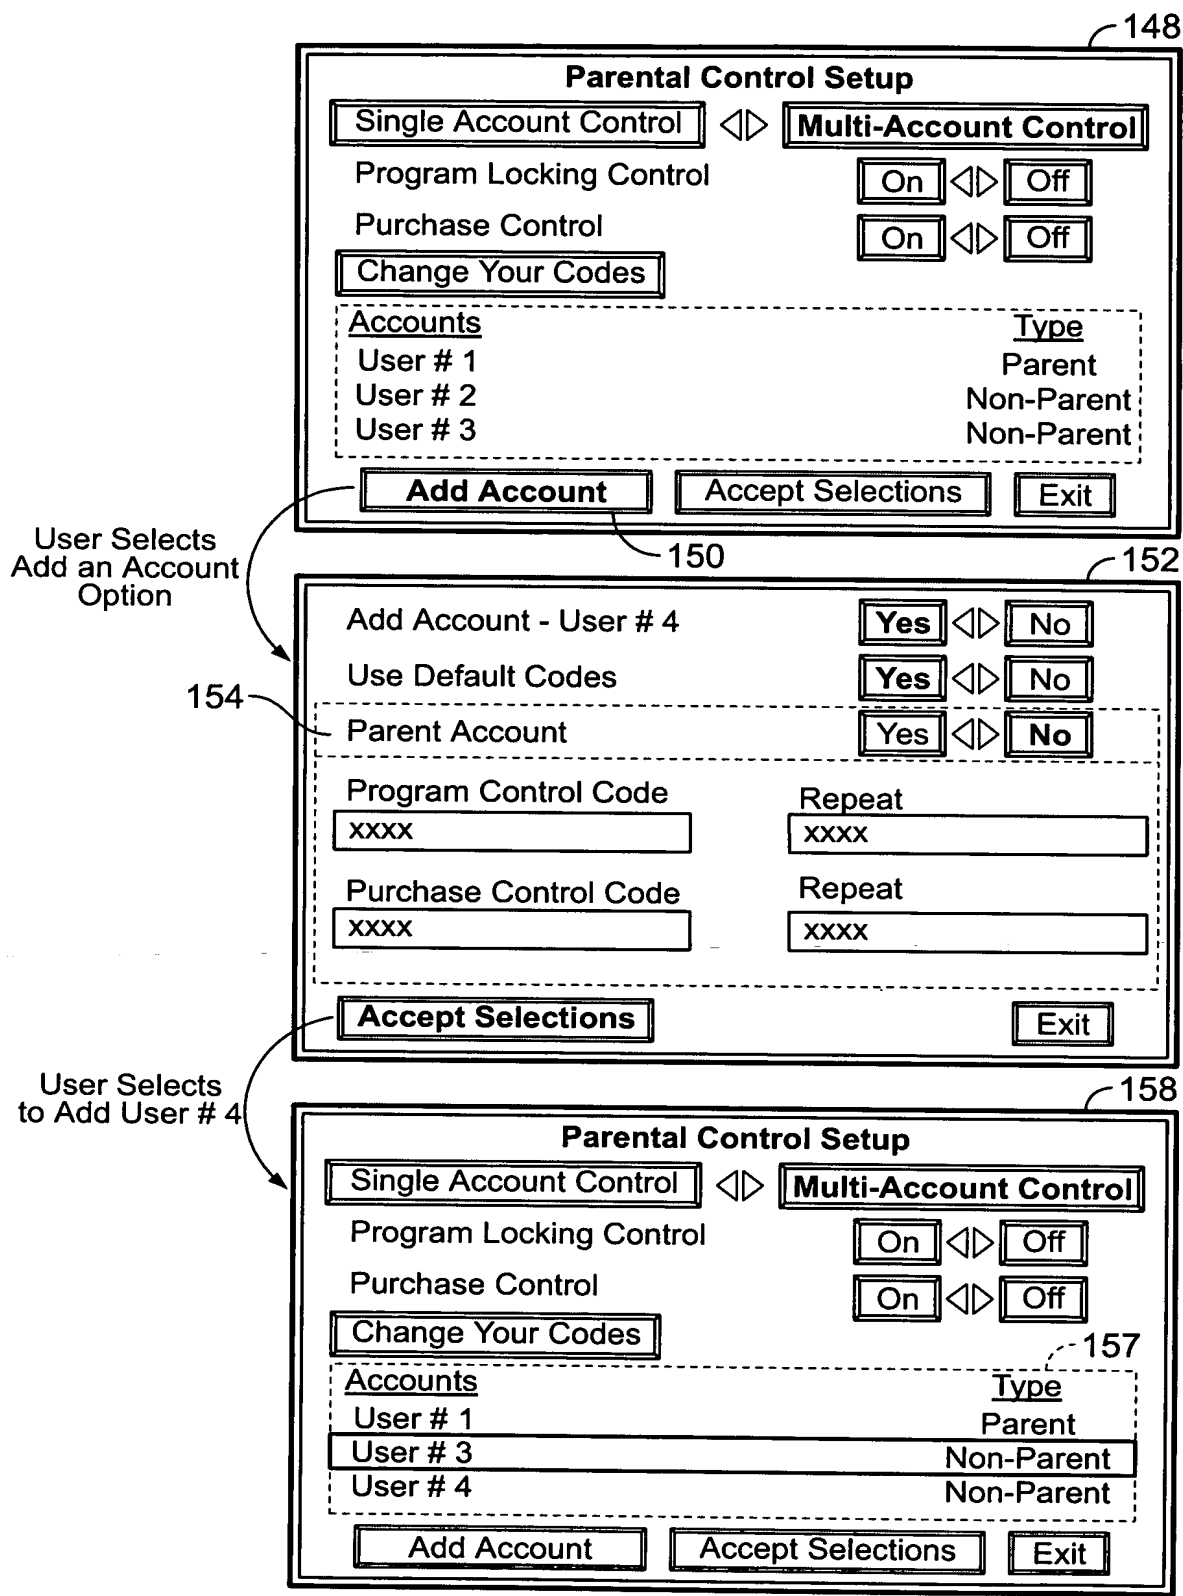 148
Parental Control Setup
Single Account Control Multi-Account Control
Program Locking Control On Off
Purchase Control On Off
Change Your Codes
Accounts Type
User # 1 Parent
User # 2 Non-Parent
User # 3 Non-Parent
Add Account Accept Selections Exit
150
User Selects
Add an Account
Option
152
Add Account - User # 4 Yes No
Use Default Codes Yes No
154
Parent Account Yes No
Program Control Code Repeat
xxxx xxxx
Purchase Control Code Repeat
xxxx xxxx
Accept Selections Exit
User Selects
to Add User # 4
158
Parental Control Setup
Single Account Control Multi-Account Control
Program Locking Control On Off
Purchase Control On Off
Change Your Codes
157
Accounts Type
User # 1 Parent
User # 3 Non-Parent
User # 4 Non-Parent
Add Account Accept Selections Exit